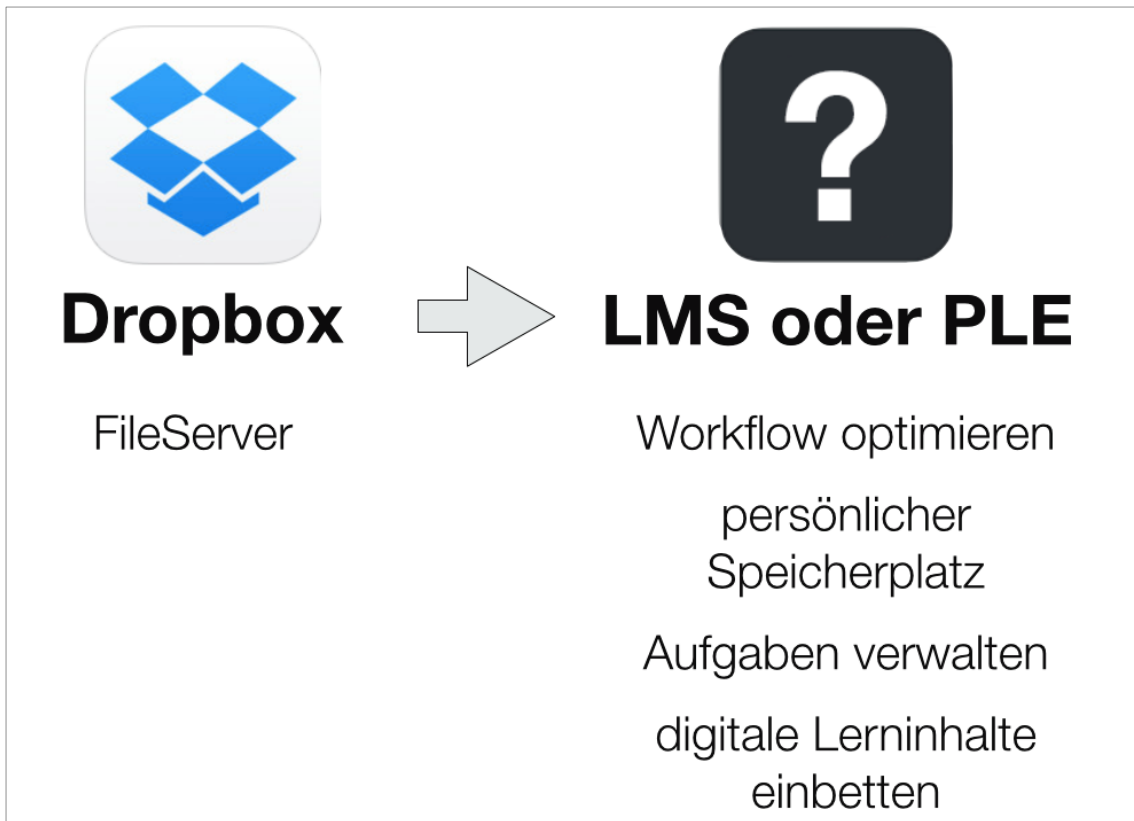 ?
Dropbox
LMS oder PLE
FileServer
Workflow optimieren
persönlicher
Speicherplatz
Aufgaben verwalten
digitale Lerninhalte
einbetten